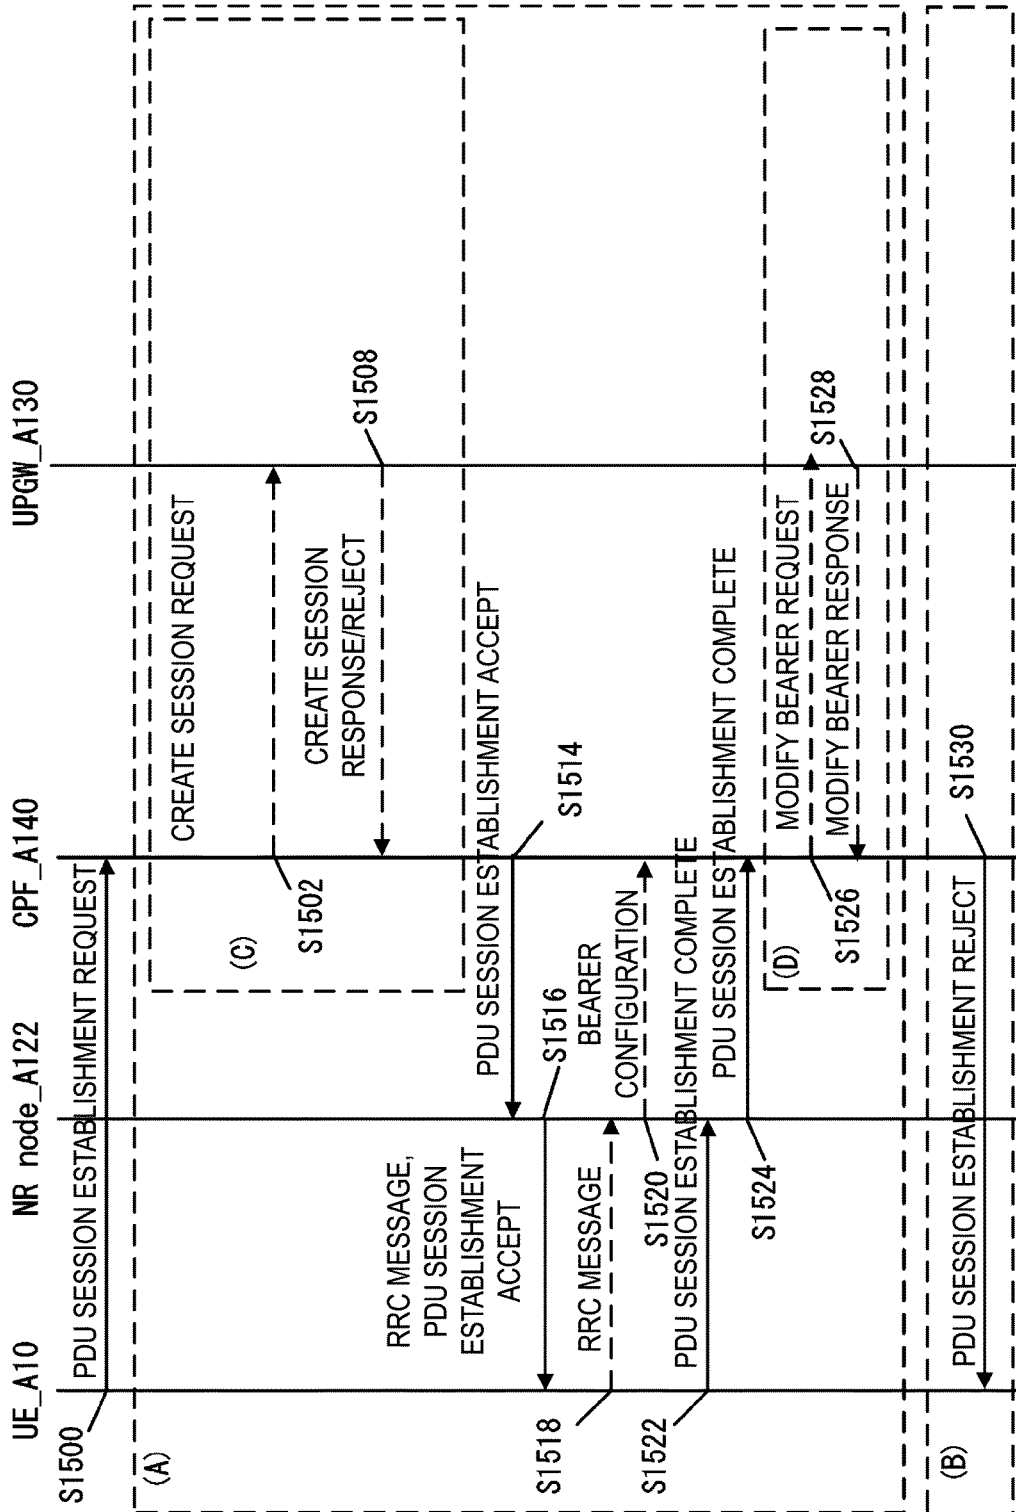 UE_A10
NR node_A122
CPF_A140
UPGW_A130
S1500
PDU SESSION ESTABLISHMENT REQUEST
(A)
(C)
CREATE SESSION REQUEST
S1502
CREATE SESSION
RESPONSE/REJECT
S1508
PDU SESSION ESTABLISHMENT ACCEPT
S1514
RRC MESSAGE,
PDU SESSION
ESTABLISHMENT
ACCEPT
S1516
S1518
RRC MESSAGE
BEARER
CONFIGURATION
S1520
S1522
PDU SESSION ESTABLISHMENT COMPLETE
PDU SESSION ESTABLISHMENT COMPLETE
S1524
(D)
MODIFY BEARER REQUEST
S1526
MODIFY BEARER RESPONSE
S1528
(B)
PDU SESSION ESTABLISHMENT REJECT
S1530